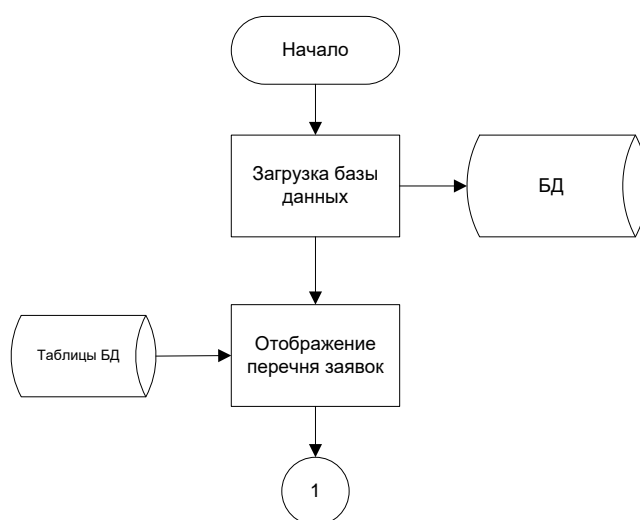 Начало
Загрузка базы
данных
БД
Таблицы БД
Отображение
перечня заявок
1